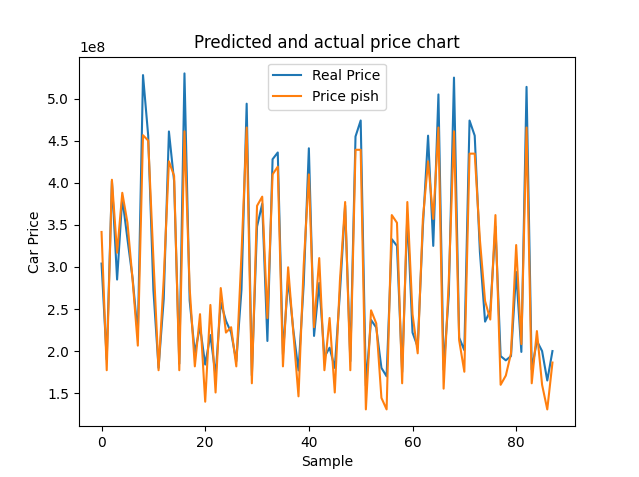 Predicted and actual price chart
1e8
Real Price
Price pish
5.0
4.5
4.0
3.5
3.0
2.5
2.0
1.5
Car Price
0 20 40 60 80
Sample